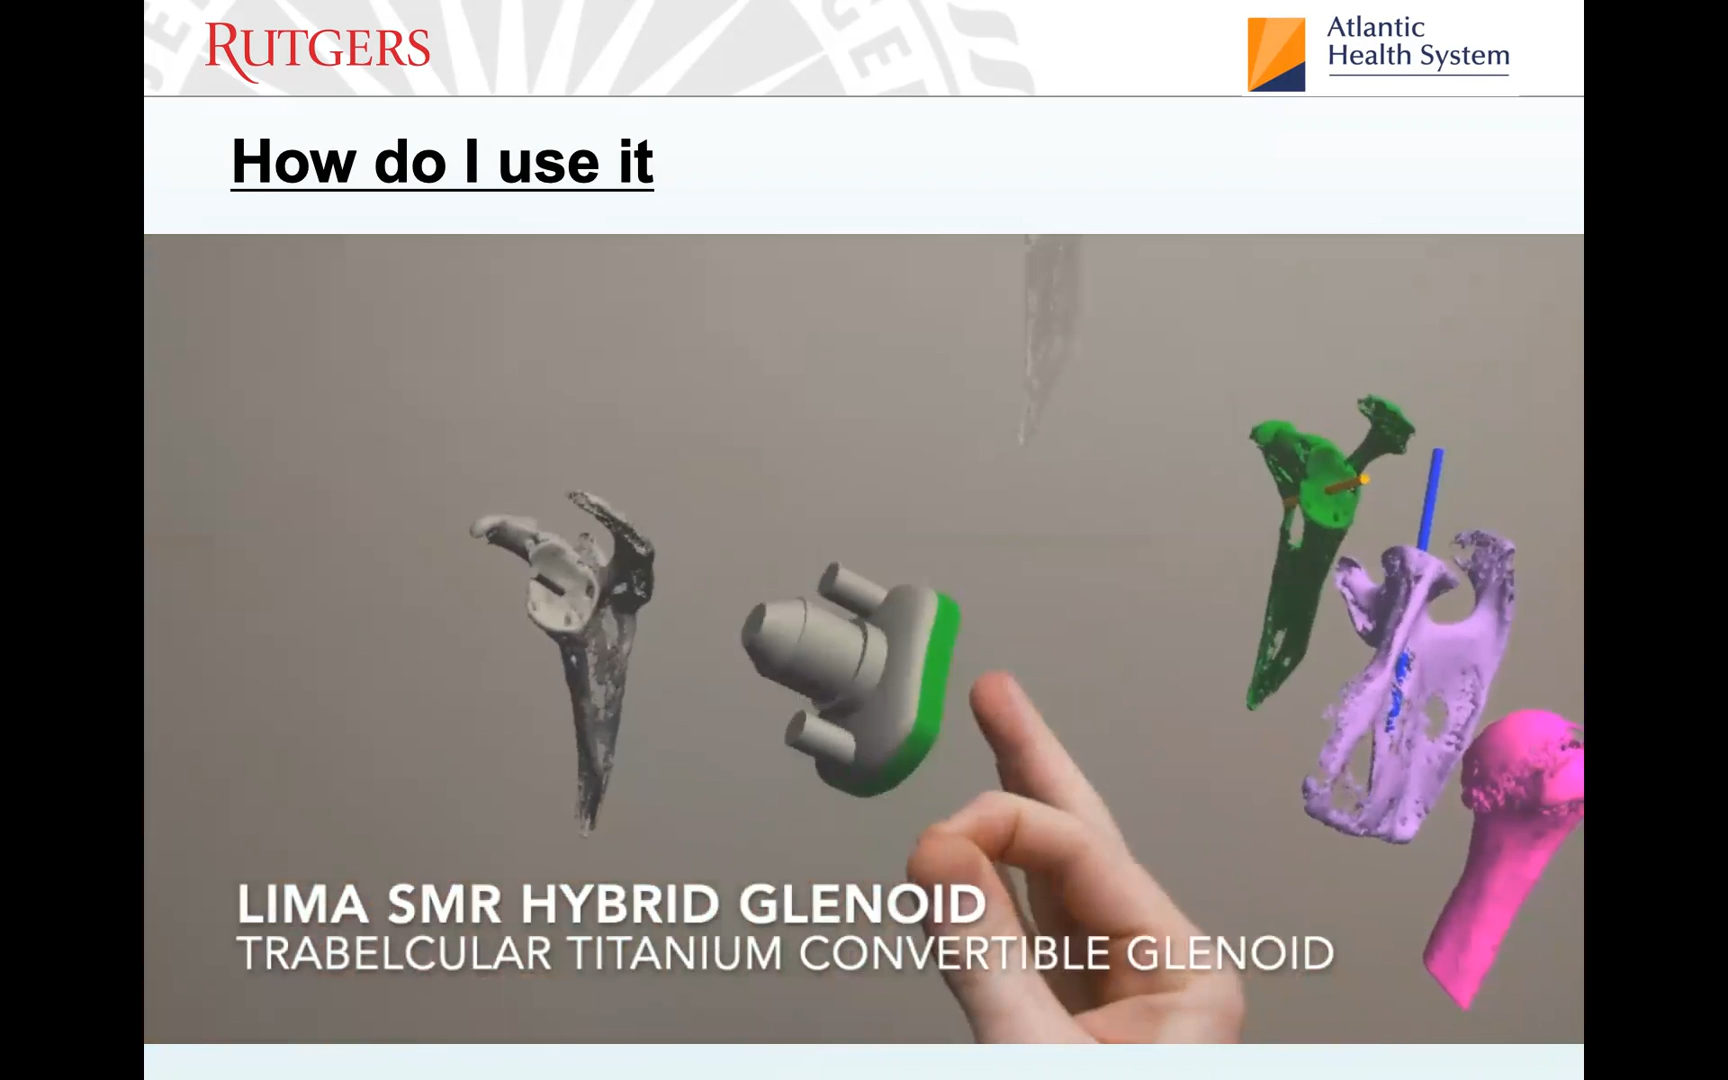 RUTGERS
Atlantic
Health System
How do I use it
LIMA SMR HYBRID GLENOID
TRABELCULAR TITANIUM CONVERTIBLE GLENOID